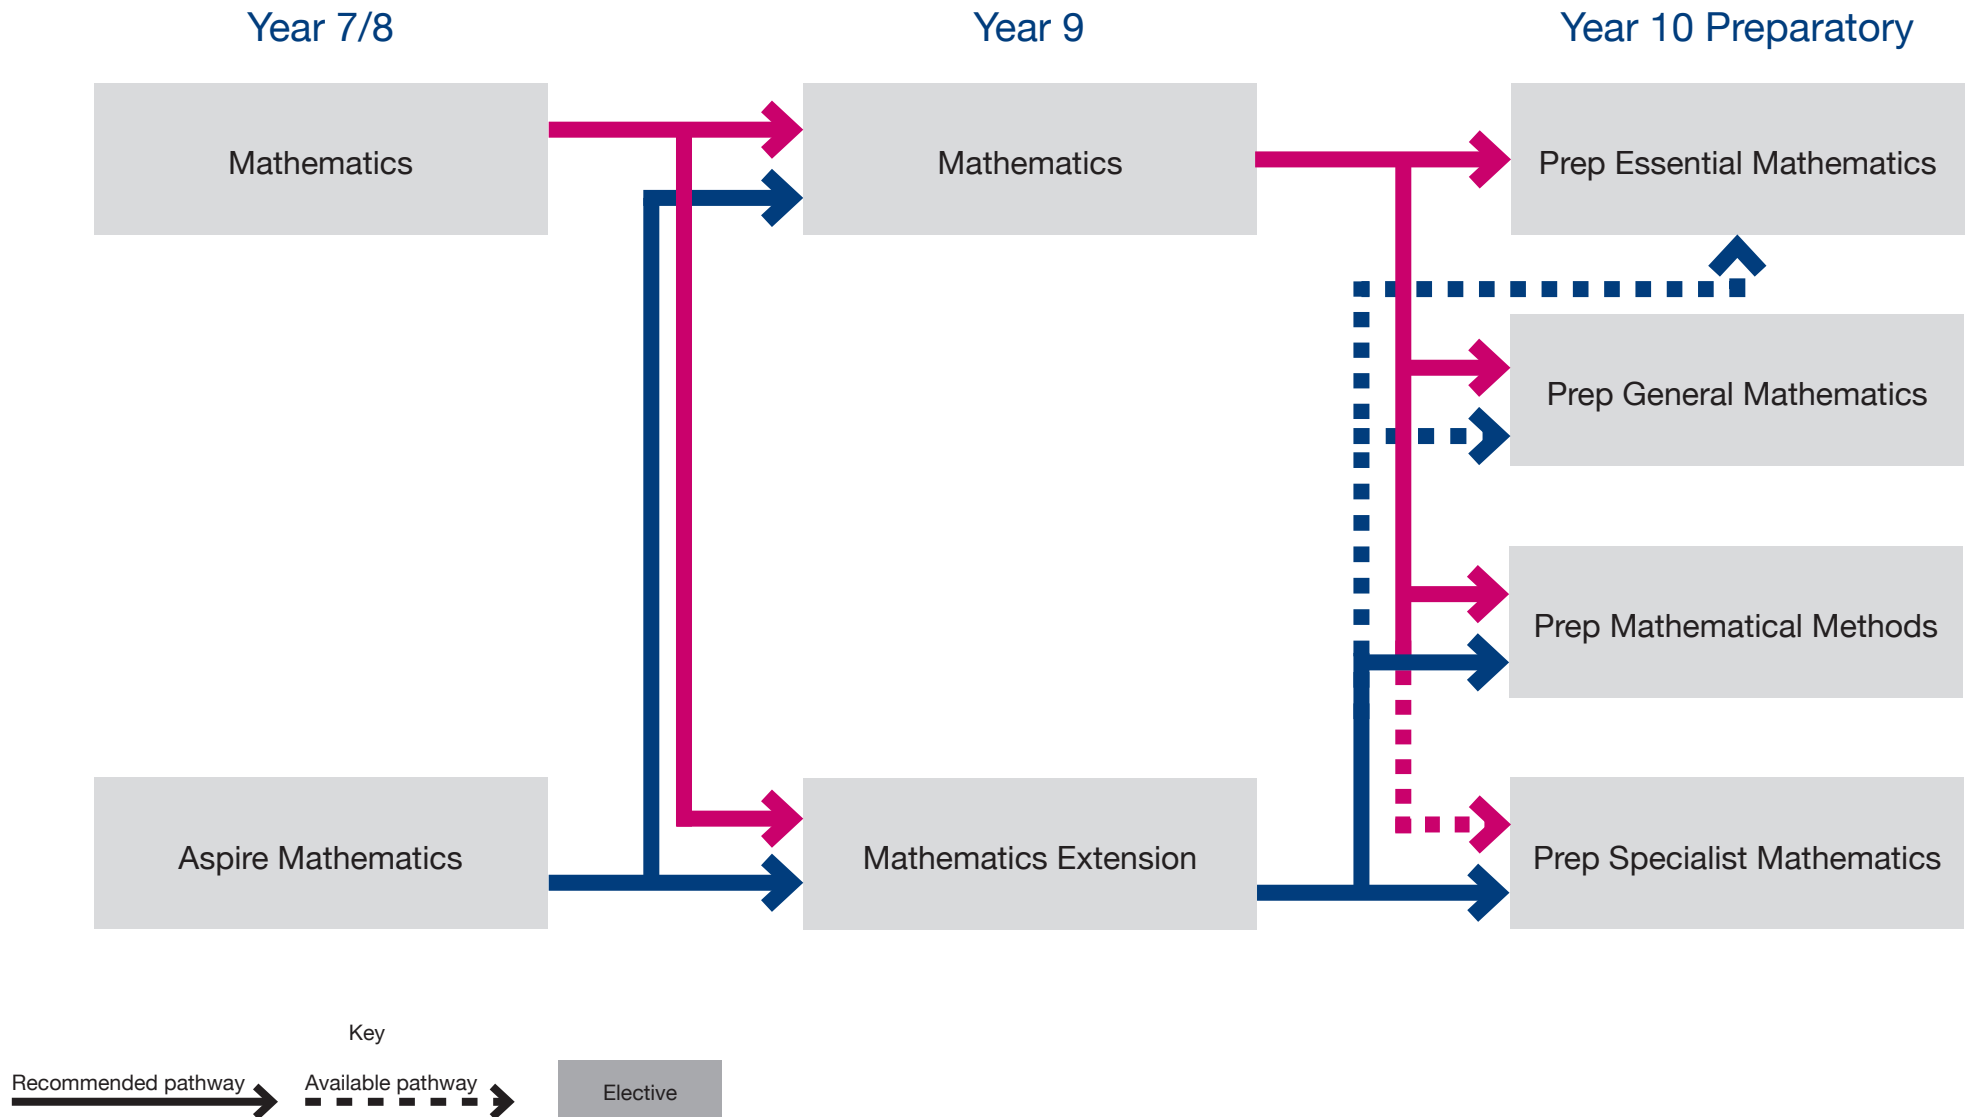 Year 7/8
Year 9
Year 10 Preparatory
Mathematics
Mathematics
Prep Essential Mathematics
Prep General Mathematics
Prep Mathematical Methods
Aspire Mathematics
Mathematics Extension
Prep Specialist Mathematics
Key
Recommended pathway
Available pathway
Elective